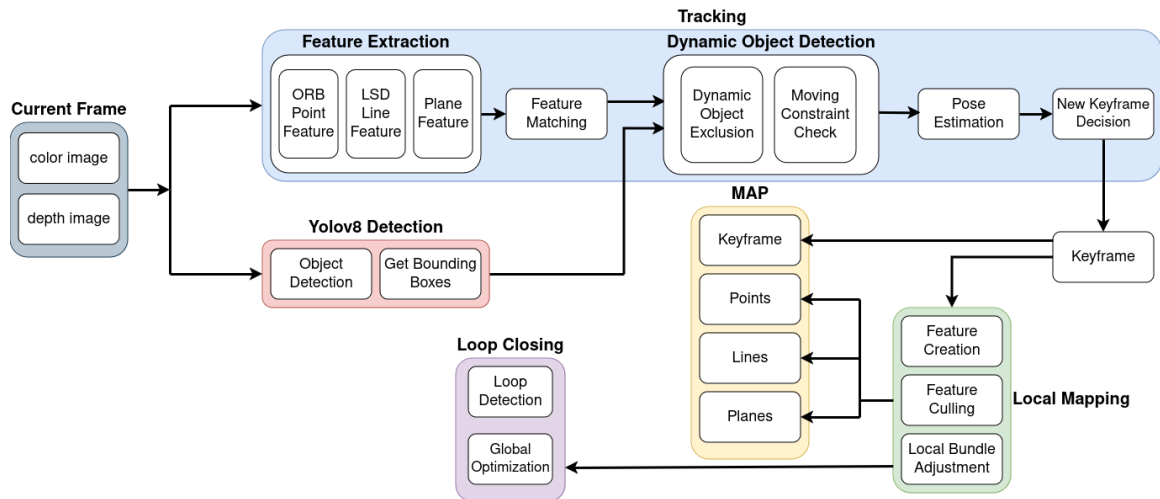 Tracking
Feature Extraction
Dynamic Object Detection
ORB
Point
Feature
LSD
Line
Feature
Plane
Feature
Feature
Matching
Dynamic
Object
Exclusion
Moving
Constraint
Check
Pose
Estimation
New Keyframe
Decision
Current Frame
color image
depth image
Yolov8 Detection
Object
Detection
Get Bounding
Boxes
MAP
Keyframe
Points
Lines
Planes
Keyframe
Feature
Creation
Feature
Culling
Local Bundle
Adjustment
Local Mapping
Loop Closing
Loop
Detection
Global
Optimization